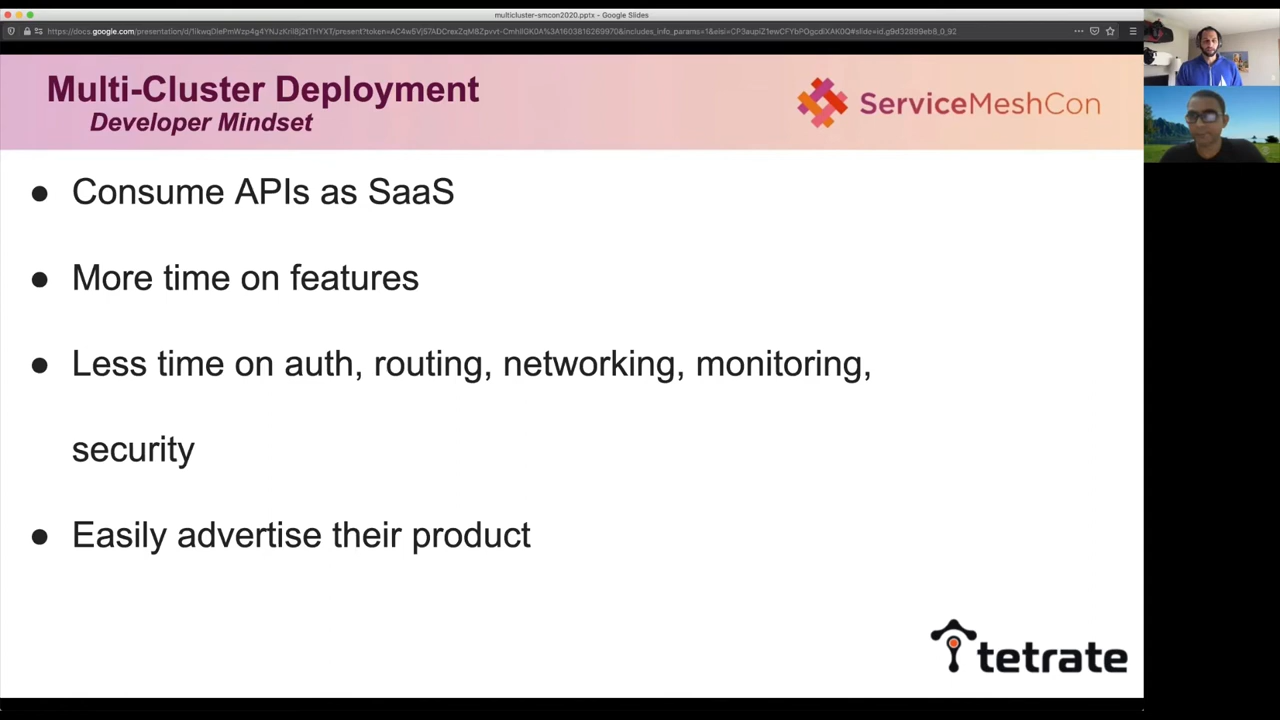 multicluster-smcon2020.pptx - Google Slides
Multi-Cluster Deployment
Developer Mindset
ServiceMeshCon
● Consume APIs as SaaS
● More time on features
● Less time on auth, routing, networking, monitoring,
security
● Easily advertise their product
tetrate